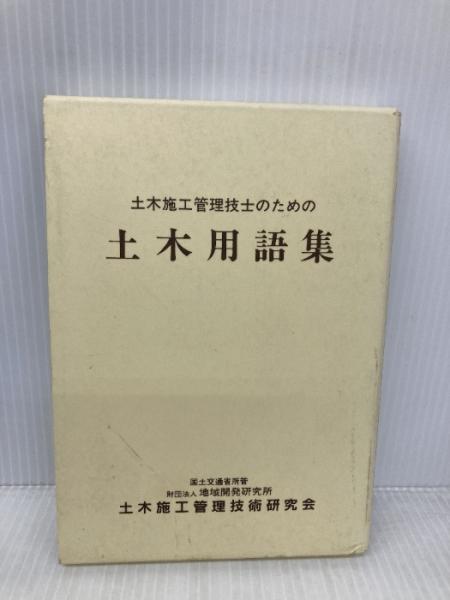 土木施工管理技士のための
土木用語集
国土交通省所管
財団法人 地域開発研究所
土木施工管理技術研究会